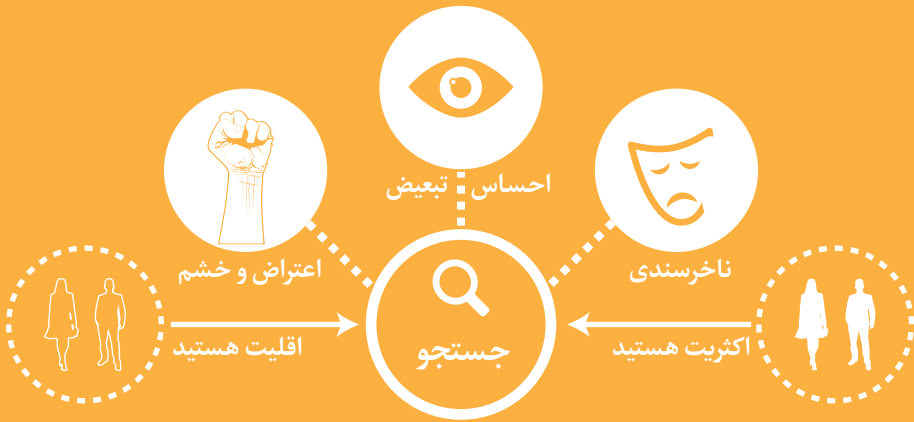 احساس تبعیض
ناخرسندی
اعتراض و خشم
اکثریت هستید
جستجو
اقلیت هستید